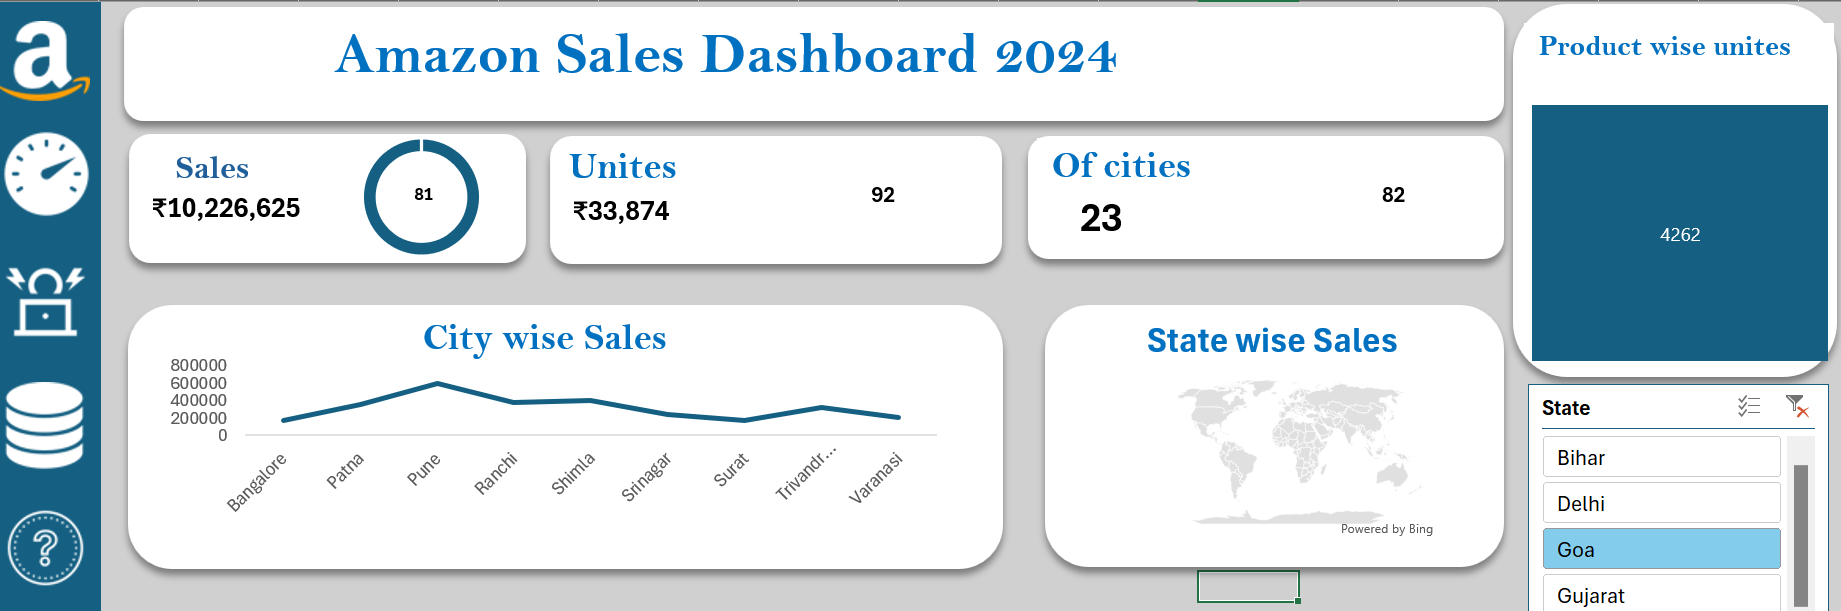 a
Amazon Sales Dashboard 2024
Product wise unites
Sales
₹10,226,625
81
Unites
₹33,874
92
Of cities
23
82
4262
City wise Sales
800000
600000
400000
200000
0
Bangalore
Patna
Pune
Ranchi
Shimla
Srinagar
Surat
Trivandr...
Varanasi
State wise Sales
Powered by Bing
State
Bihar
Delhi
Goa
Gujarat
?